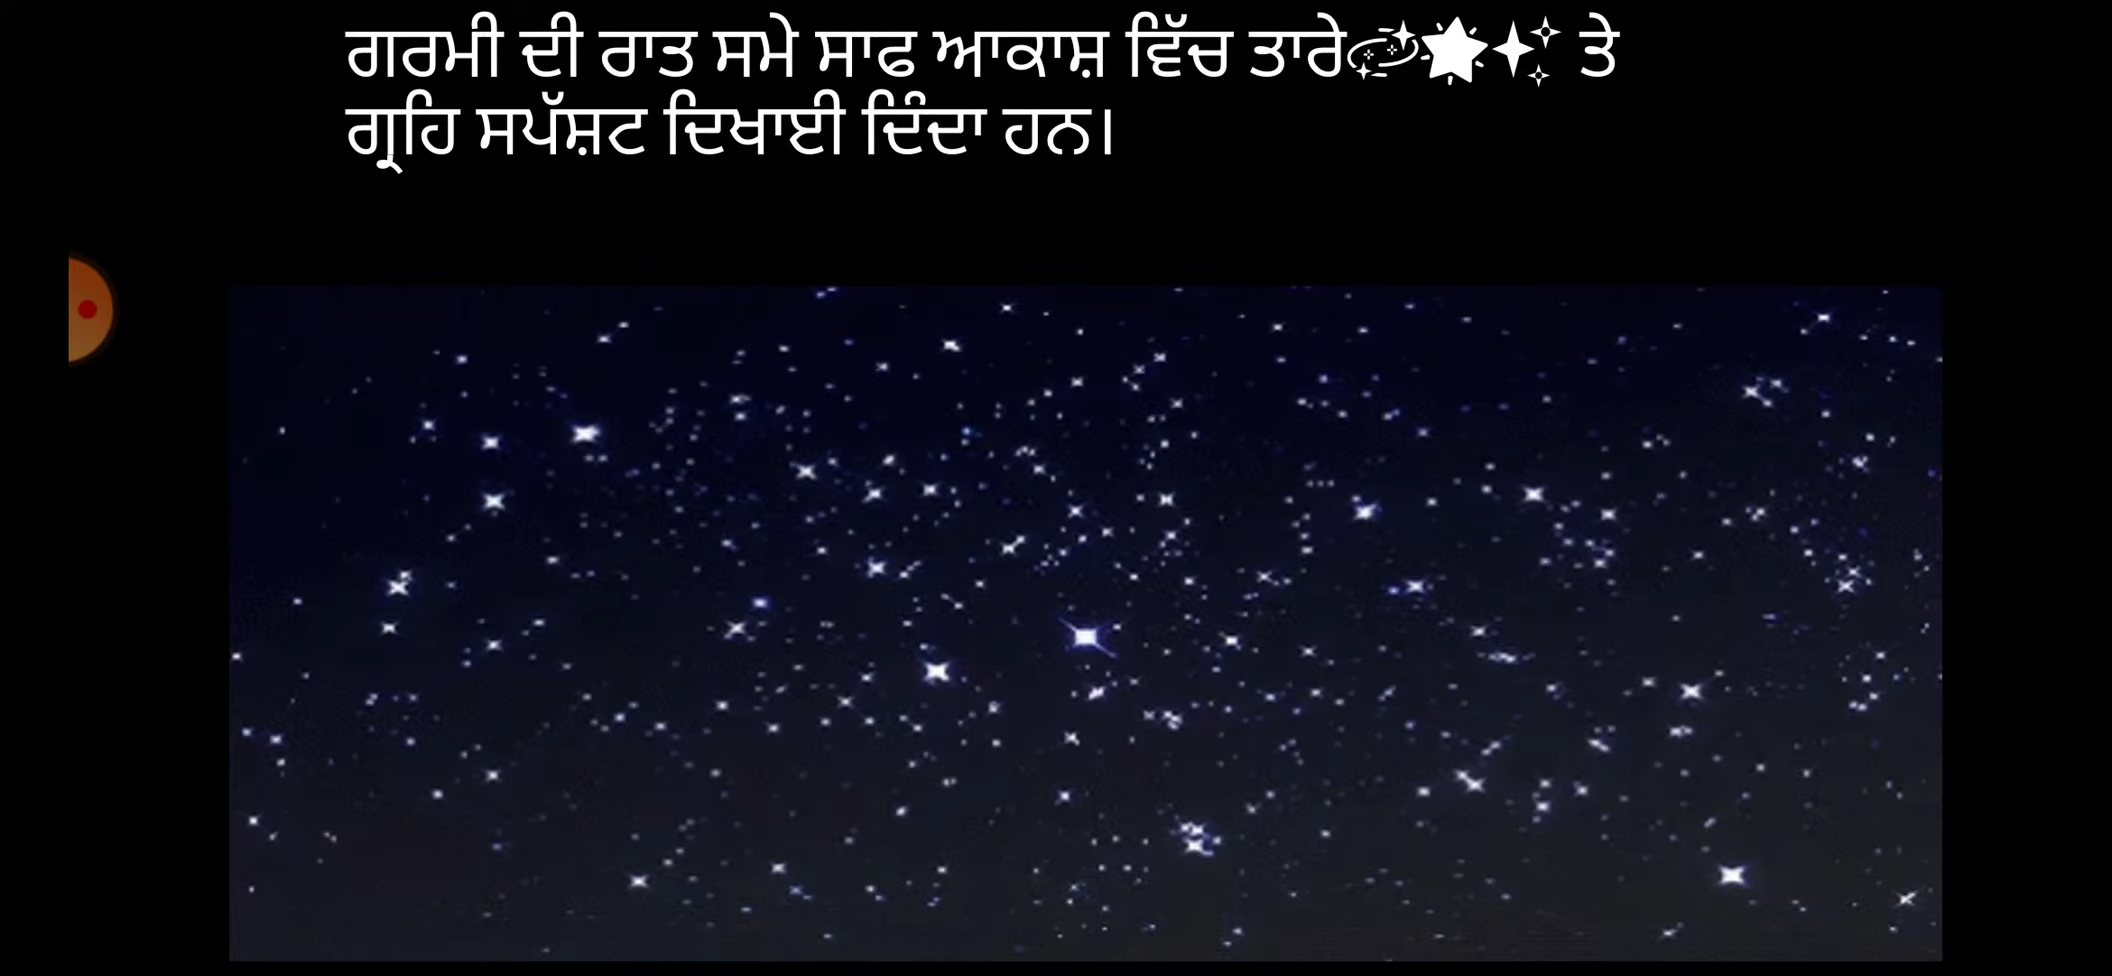 ਗਰਮੀ ਦੀ ਰਾਤ ਸਮੇ ਸਾਫ ਆਕਾਸ਼ ਵਿੱਚ ਤਾਰੇ💫🌟✨ ਤੇ
ਗ੍ਰਹਿ ਸਪੱਸ਼ਟ ਦਿਖਾਈ ਦਿੰਦਾ ਹਨ।